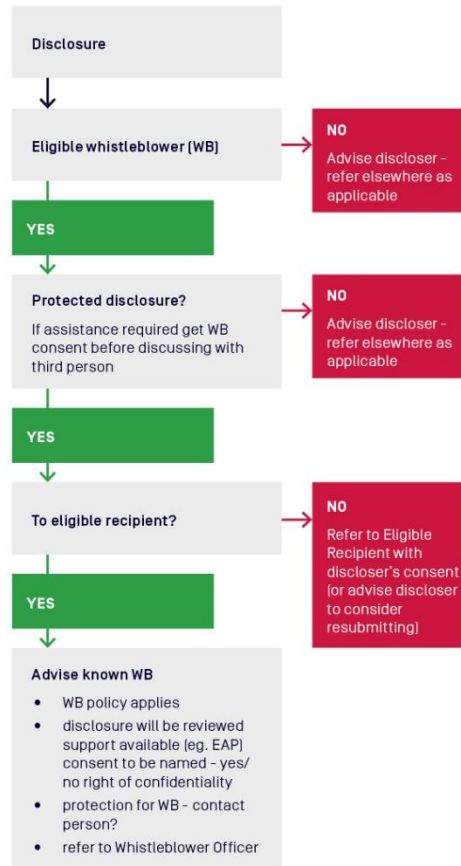 Disclosure
Eligible whistleblower (WB)
NO
Advise discloser -
refer elsewhere as
applicable
YES
Protected disclosure?
If assistance required get WB
consent before discussing with
third person
NO
Advise discloser -
refer elsewhere as
applicable
YES
To eligible recipient?
NO
Refer to Eligible
Recipient with
discloser's consent
(or advise discloser
to consider
resubmitting)
YES
Advise known WB
• WB policy applies
• disclosure will be reviewed
support available (eg. EAP)
consent to be named - yes/
no right of confidentiality
• protection for WB - contact
person?
• refer to Whistleblower Officer